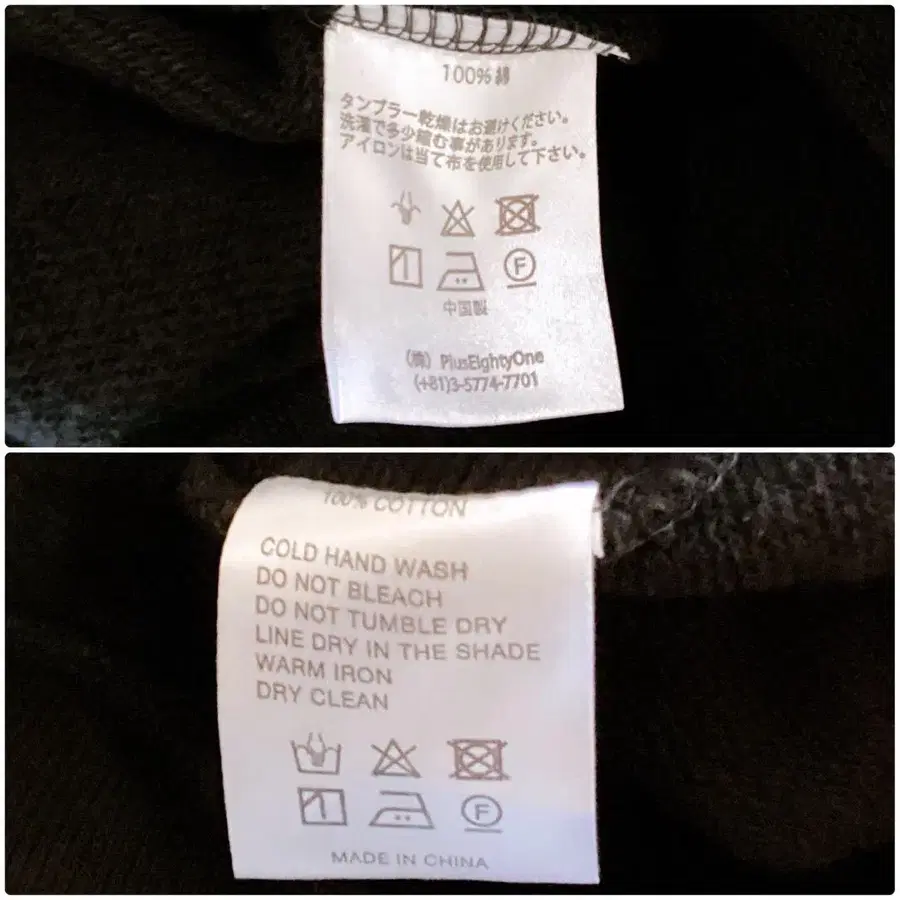 100%綿
タンブラー乾燥はお避けください。
洗濯で多少縮む事があります。
アイロンは当て布を使用して下さい。
F
中国製
(株) PlusEightyOne
(+81)3-5774-7701
100% COTTON
COLD HAND WASH
DO NOT BLEACH
DO NOT TUMBLE DRY
LINE DRY IN THE SHADE
WARM IRON
DRY CLEAN
F
MADE IN CHINA